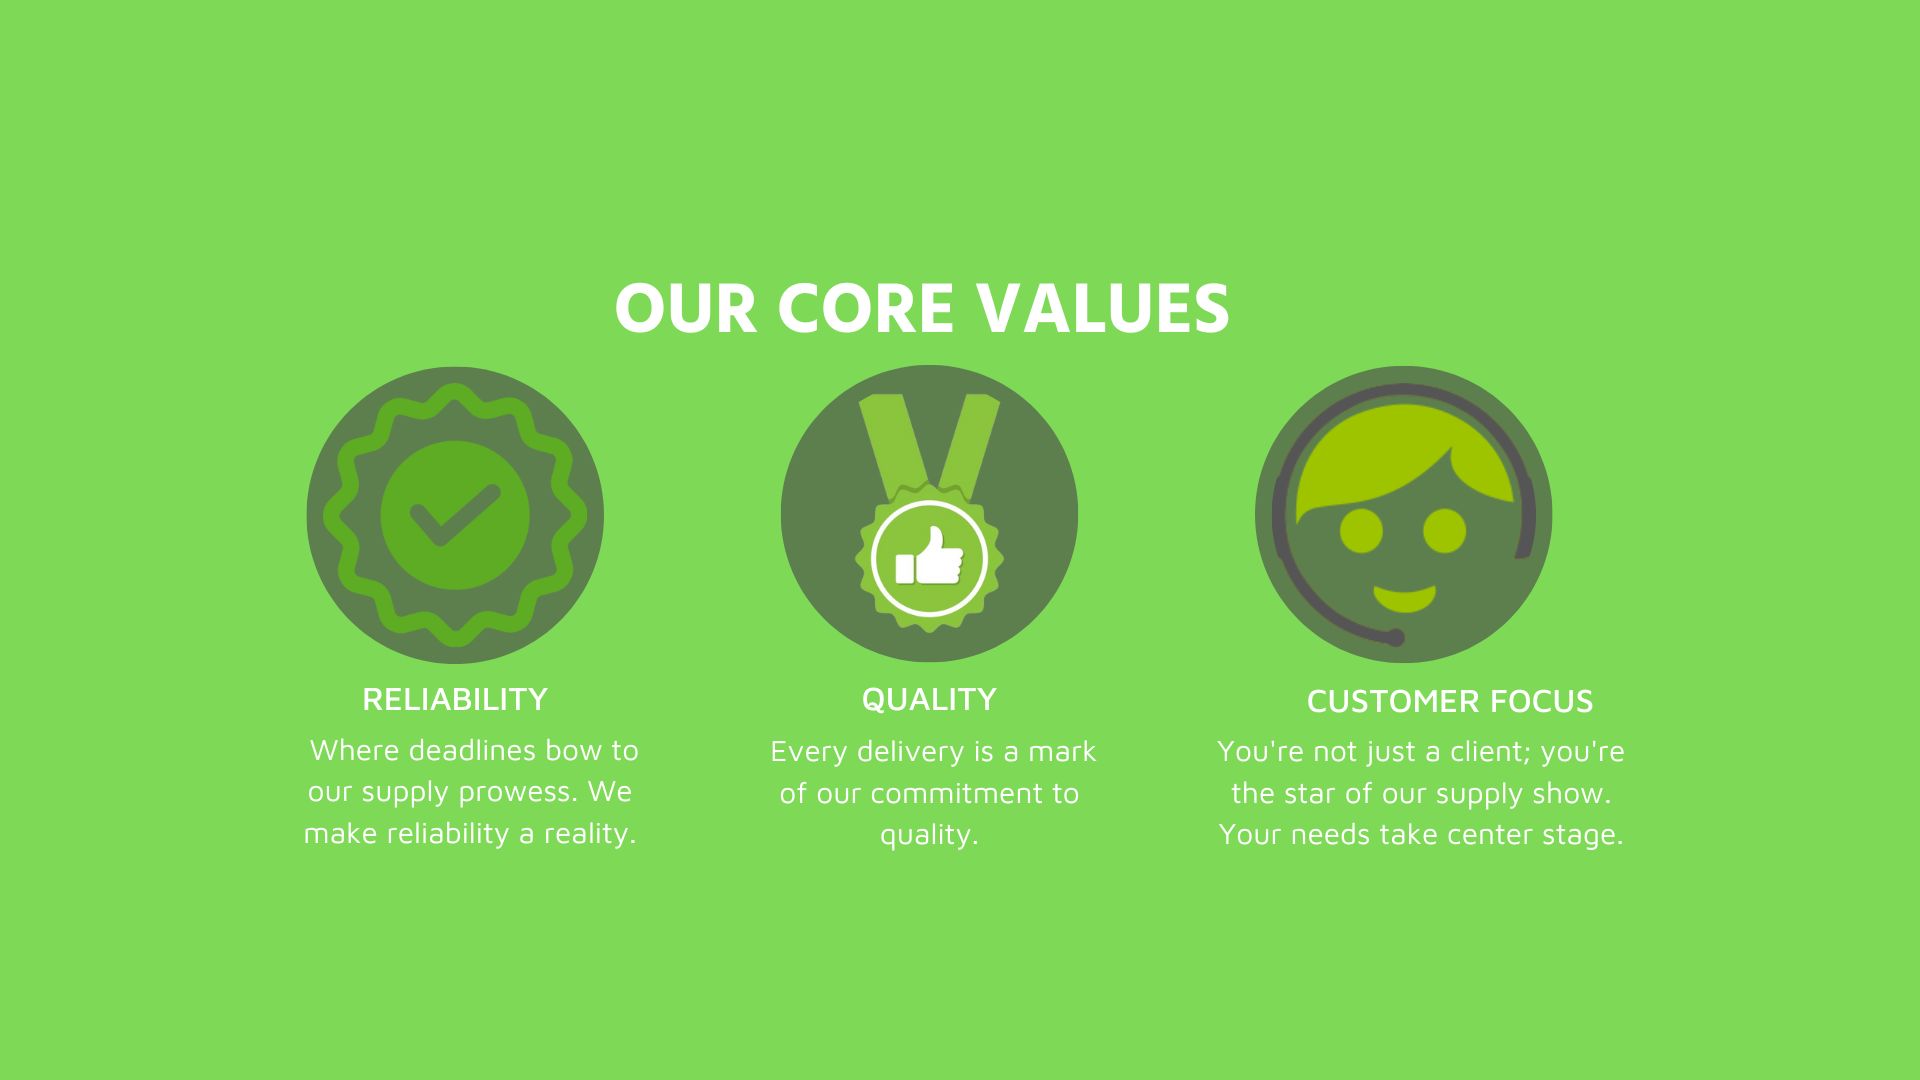 OUR CORE VALUES
RELIABILITY
Where deadlines bow to
our supply prowess. We
make reliability a reality.
QUALITY
Every delivery is a mark
of our commitment to
quality.
CUSTOMER FOCUS
You're not just a client; you're
the star of our supply show.
Your needs take center stage.